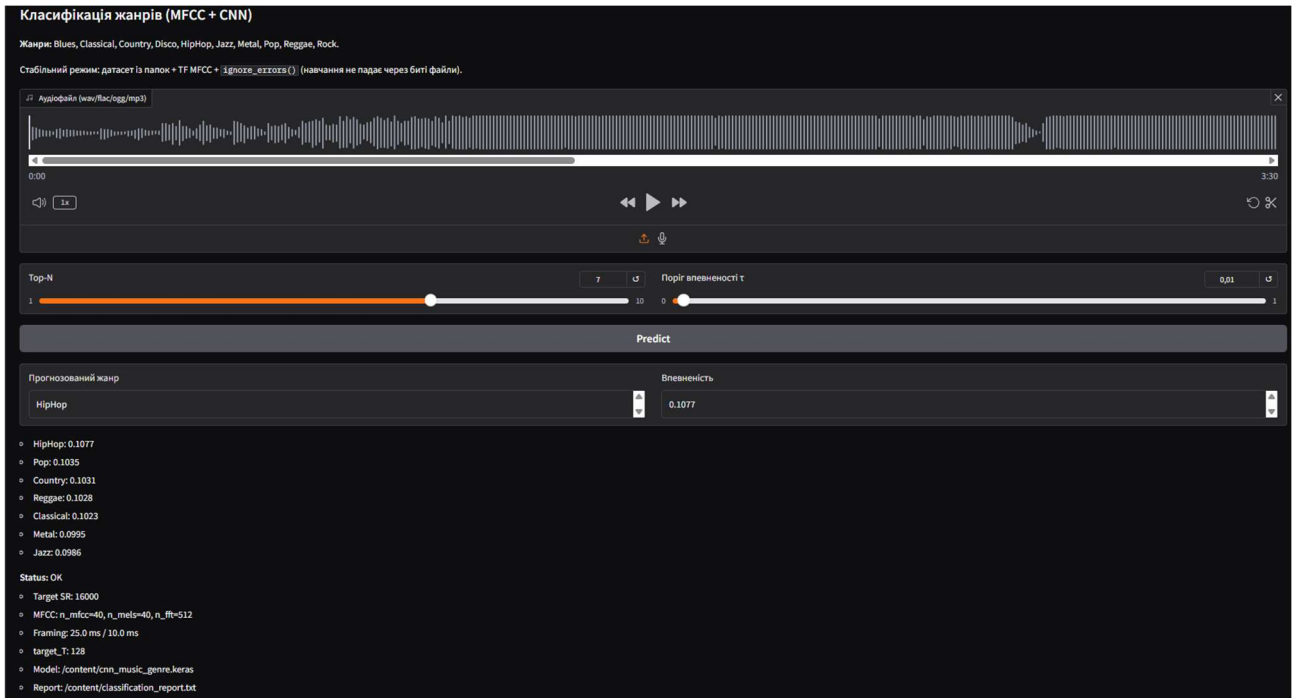 Класифікація жанрів (MFCC + CNN)
Жанри: Blues, Classical, Country, Disco, HipHop, Jazz, Metal, Pop, Reggae, Rock.
Стабільний режим: датасет із папок + TF MFCC + ignore_errors() (навчання не падає через биті файли).
Аудіофайл (wav/flac/ogg/mp3)
0:00 3:30
1x
Top-N 7 Поріг впевненості τ 0,01
1 10 0 1
Predict
Прогнозований жанр Впевненість
HipHop 0.1077
HipHop: 0.1077
Pop: 0.1035
Country: 0.1031
Reggae: 0.1028
Classical: 0.1023
Metal: 0.0995
Jazz: 0.0986
Status: OK
Target SR: 16000
MFCC: n_mfcc=40, n_mels=40, n_fft=512
Framing: 25.0 ms / 10.0 ms
target_T: 128
Model: /content/cnn_music_genre.keras
Report: /content/classification_report.txt